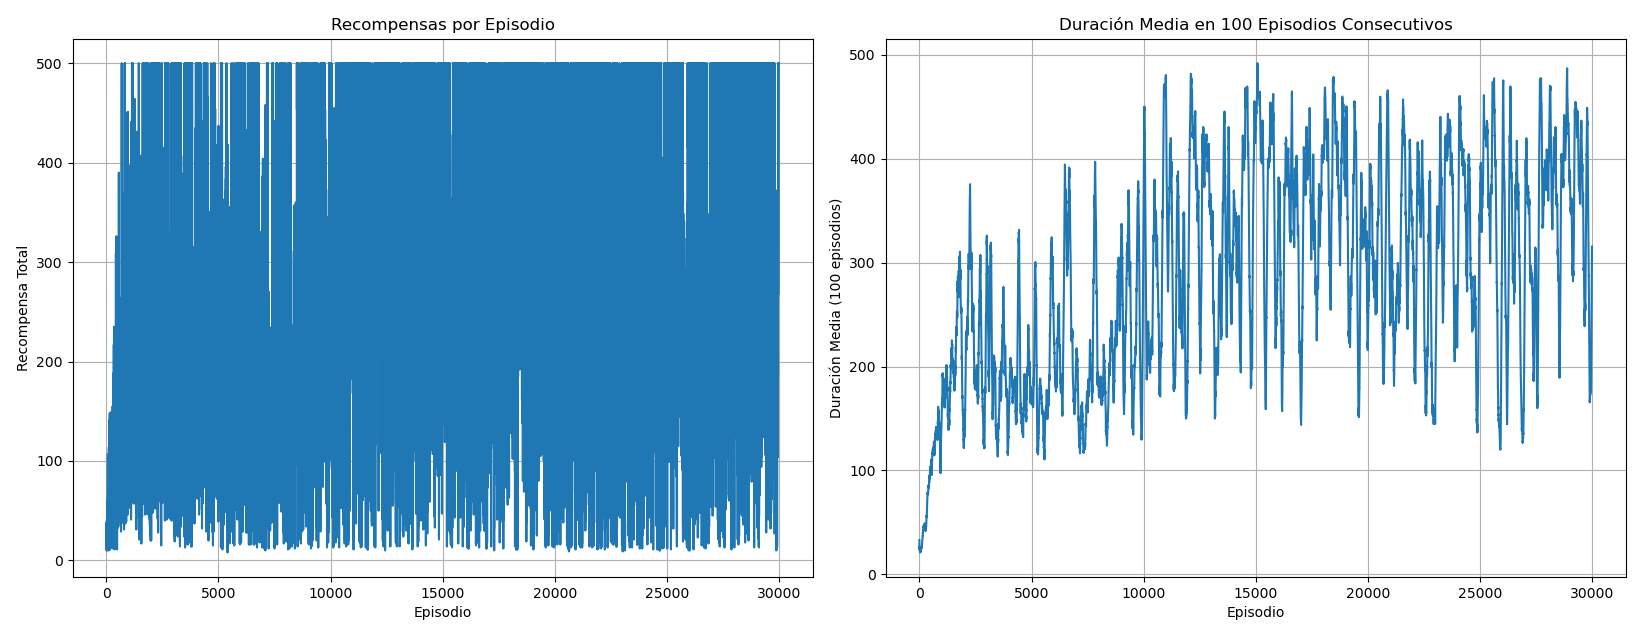 Recompensas por Episodio
Recompensa Total
500
400
300
200
100
0
0 5000 10000 15000 20000 25000 30000
Episodio
Duración Media en 100 Episodios Consecutivos
Duración Media (100 episodios)
500
400
300
200
100
0
0 5000 10000 15000 20000 25000 30000
Episodio